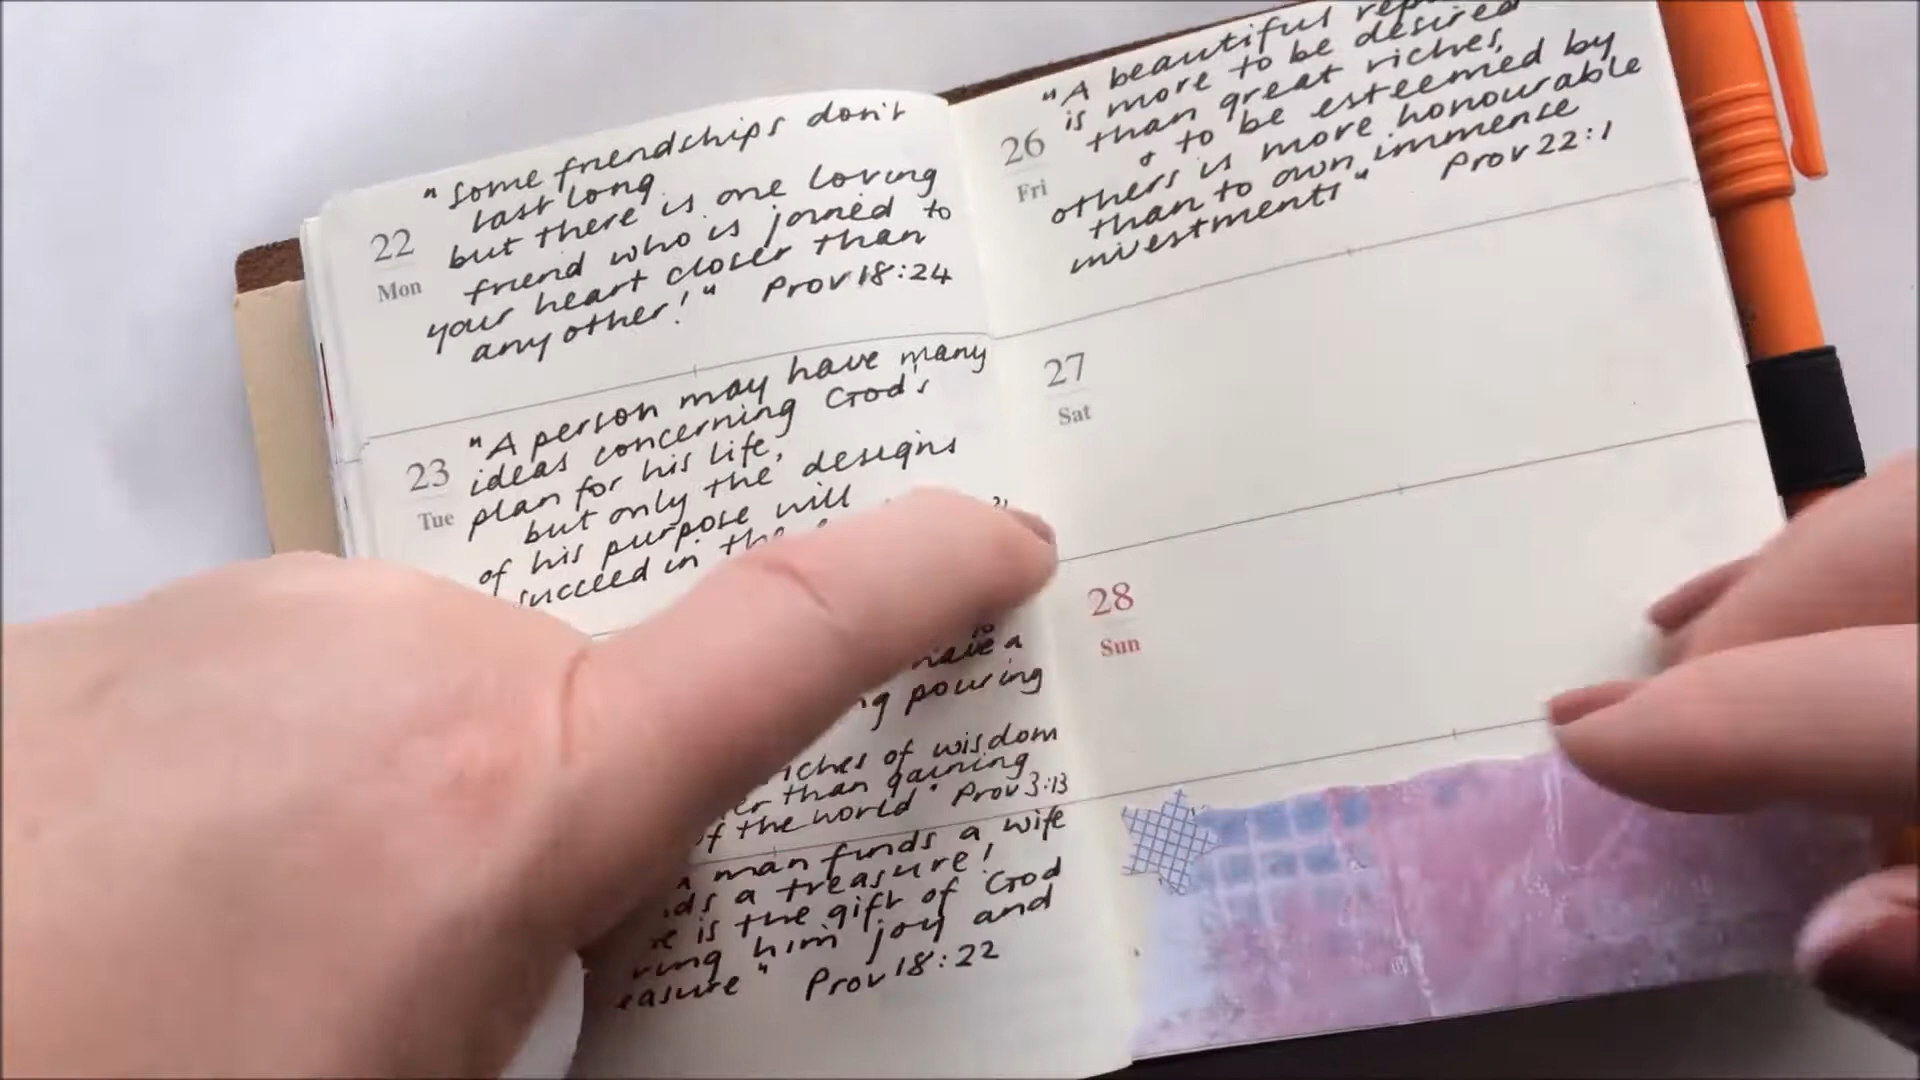 22
Mon
"Some friendships don't
last long
but there is one loving
friend who is joined to
your heart closer than
any other!" Prov 18:24
23
Tue
"A person may have many
ideas concerning God's
plan for his life,
but only the designs
of his purpose will
succeed in the
have a
pouring
of wisdom
than gaining
of the world" Prov 3:13
man finds a wife
a treasure!
is the gift of God
him joy and
Prov 18:22
26
Fri
"A beautiful
is more to be desired
than great riches,
& to be esteemed by
others is more honourable
than to own immense
investments" Prov 22:1
27
Sat
28
Sun